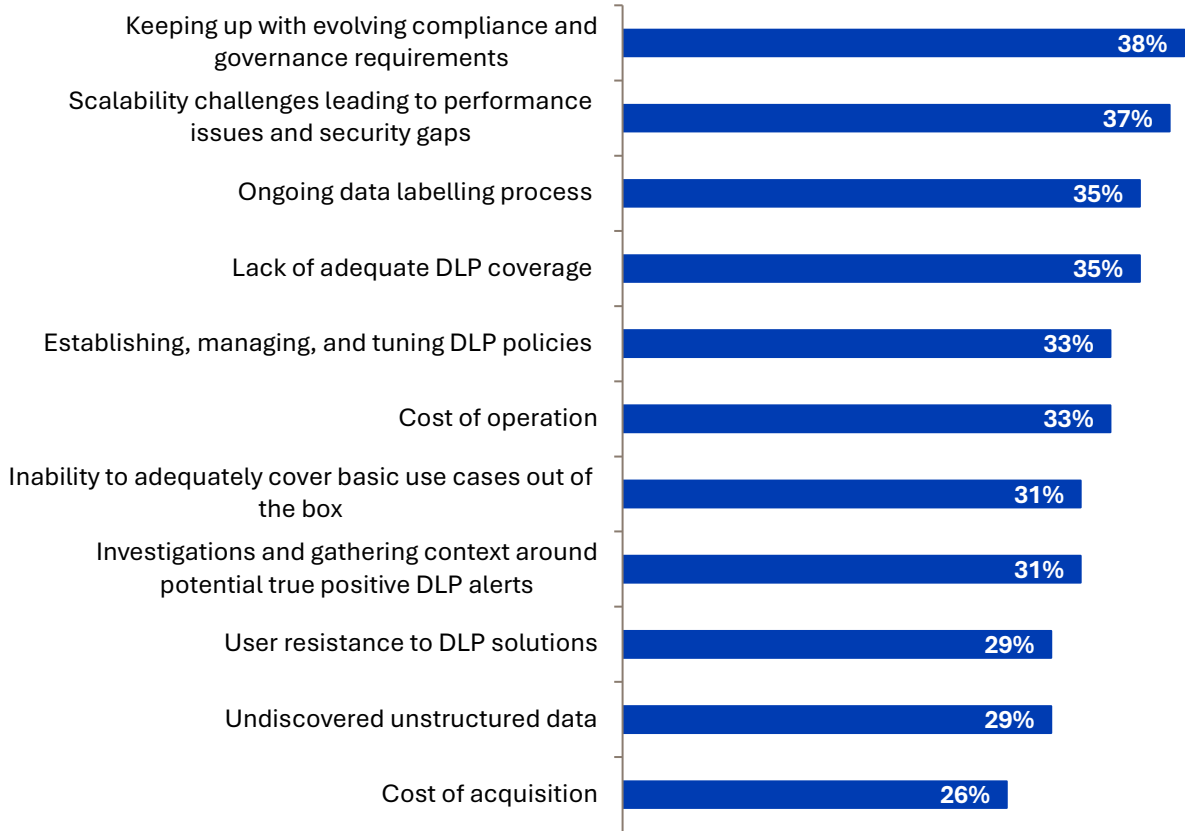 Keeping up with evolving compliance and
governance requirements
38%
Scalability challenges leading to performance
issues and security gaps
37%
Ongoing data labelling process
35%
Lack of adequate DLP coverage
35%
Establishing, managing, and tuning DLP policies
33%
Cost of operation
33%
Inability to adequately cover basic use cases out of
the box
31%
Investigations and gathering context around
potential true positive DLP alerts
31%
User resistance to DLP solutions
29%
Undiscovered unstructured data
29%
Cost of acquisition
26%